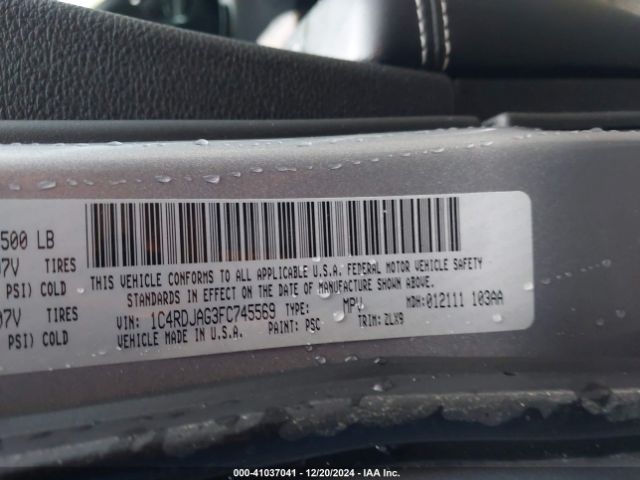 500 LB
TIRES
PSI) COLD
TIRES
PSI) COLD
THIS VEHICLE CONFORMS TO ALL APPLICABLE U.S.A. FEDERAL MOTOR VEHICLE SAFETY
STANDARDS IN EFFECT ON THE DATE OF MANUFACTURE SHOWN ABOVE.
VIN: 1C4RDJAG3FC745569 TYPE: MPV MDH:012111 103AA
VEHICLE MADE IN U.S.A. PAINT: PSC TRIM: ZLX9
000-41037041 - 12/20/2024 - IAA Inc.